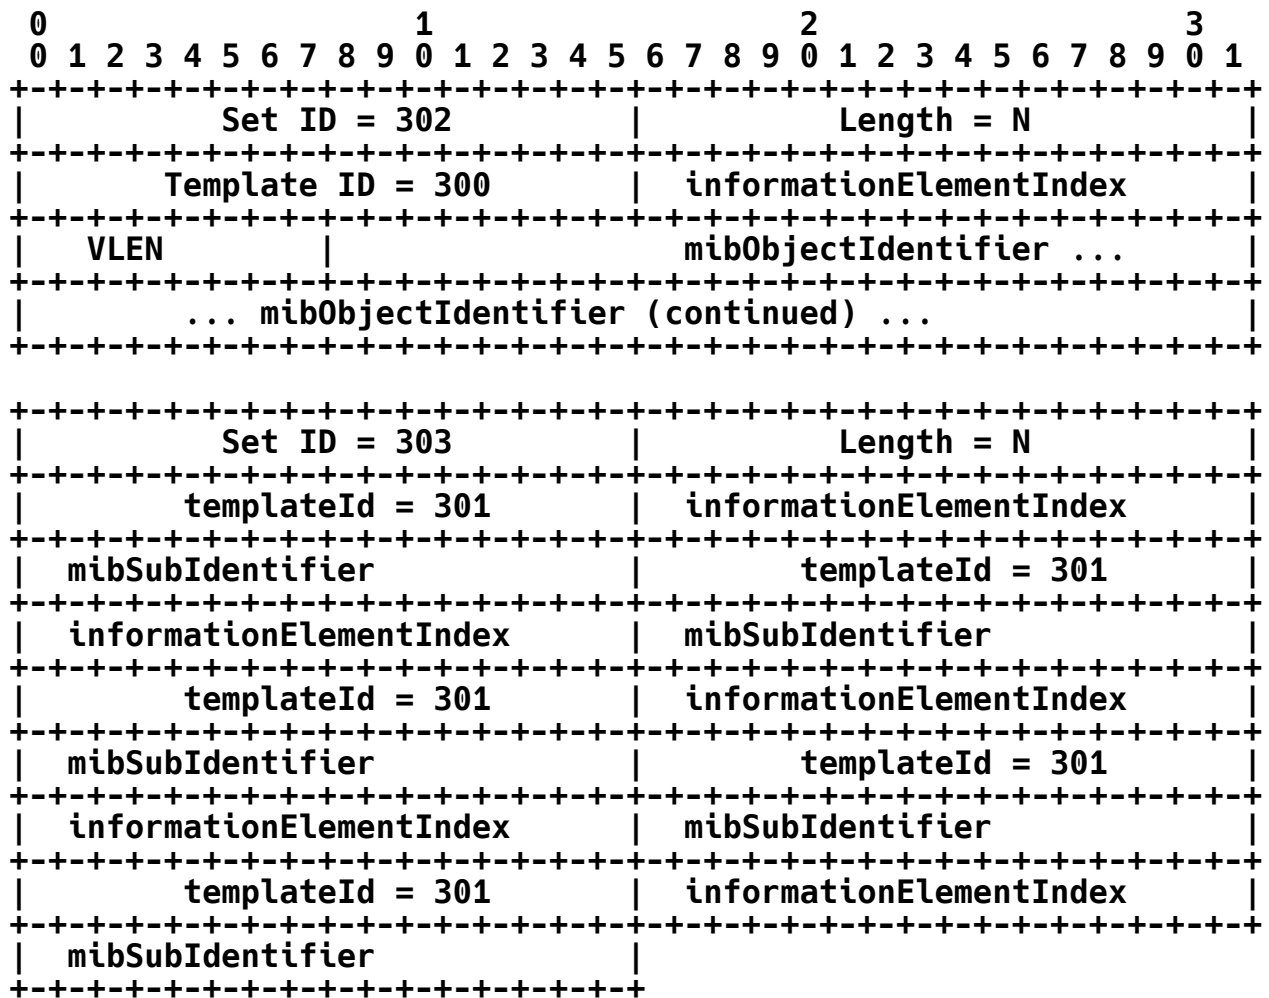 0                   1                   2                   3
 0 1 2 3 4 5 6 7 8 9 0 1 2 3 4 5 6 7 8 9 0 1 2 3 4 5 6 7 8 9 0 1
+-+-+-+-+-+-+-+-+-+-+-+-+-+-+-+-+-+-+-+-+-+-+-+-+-+-+-+-+-+-+-+-+
|          Set ID = 302         |          Length = N           |
+-+-+-+-+-+-+-+-+-+-+-+-+-+-+-+-+-+-+-+-+-+-+-+-+-+-+-+-+-+-+-+-+
|       Template ID = 300       |  informationElementIndex      |
+-+-+-+-+-+-+-+-+-+-+-+-+-+-+-+-+-+-+-+-+-+-+-+-+-+-+-+-+-+-+-+-+
|   VLEN        |                  mibObjectIdentifier ...      |
+-+-+-+-+-+-+-+-+-+-+-+-+-+-+-+-+-+-+-+-+-+-+-+-+-+-+-+-+-+-+-+-+
|        ... mibObjectIdentifier (continued) ...                |
+-+-+-+-+-+-+-+-+-+-+-+-+-+-+-+-+-+-+-+-+-+-+-+-+-+-+-+-+-+-+-+-+

+-+-+-+-+-+-+-+-+-+-+-+-+-+-+-+-+-+-+-+-+-+-+-+-+-+-+-+-+-+-+-+-+
|          Set ID = 303         |          Length = N           |
+-+-+-+-+-+-+-+-+-+-+-+-+-+-+-+-+-+-+-+-+-+-+-+-+-+-+-+-+-+-+-+-+
|        templateId = 301       |  informationElementIndex      |
+-+-+-+-+-+-+-+-+-+-+-+-+-+-+-+-+-+-+-+-+-+-+-+-+-+-+-+-+-+-+-+-+
|  mibSubIdentifier             |        templateId = 301       |
+-+-+-+-+-+-+-+-+-+-+-+-+-+-+-+-+-+-+-+-+-+-+-+-+-+-+-+-+-+-+-+-+
|  informationElementIndex      |  mibSubIdentifier             |
+-+-+-+-+-+-+-+-+-+-+-+-+-+-+-+-+-+-+-+-+-+-+-+-+-+-+-+-+-+-+-+-+
|        templateId = 301       |  informationElementIndex      |
+-+-+-+-+-+-+-+-+-+-+-+-+-+-+-+-+-+-+-+-+-+-+-+-+-+-+-+-+-+-+-+-+
|  mibSubIdentifier             |        templateId = 301       |
+-+-+-+-+-+-+-+-+-+-+-+-+-+-+-+-+-+-+-+-+-+-+-+-+-+-+-+-+-+-+-+-+
|  informationElementIndex      |  mibSubIdentifier             |
+-+-+-+-+-+-+-+-+-+-+-+-+-+-+-+-+-+-+-+-+-+-+-+-+-+-+-+-+-+-+-+-+
|        templateId = 301       |  informationElementIndex      |
+-+-+-+-+-+-+-+-+-+-+-+-+-+-+-+-+-+-+-+-+-+-+-+-+-+-+-+-+-+-+-+-+
|  mibSubIdentifier             |
+-+-+-+-+-+-+-+-+-+-+-+-+-+-+-+-+